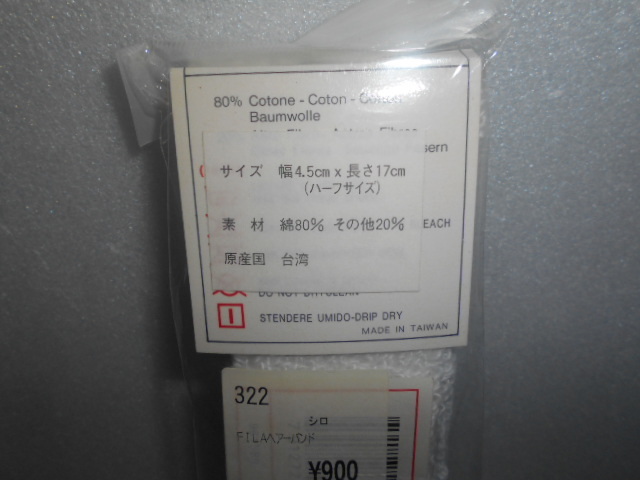 80% Cotone - Coton -
Baumwolle
sern
サイズ 幅4.5cm x 長さ17cm
(ハーフサイズ)
素 材 綿80% その他20%
EACH
原産国 台湾
DO NOT DRY CLEAN
STENDERE UMIDO-DRIP DRY
MADE IN TAIWAN
322
シロ
FILAヘアーバンド
¥900